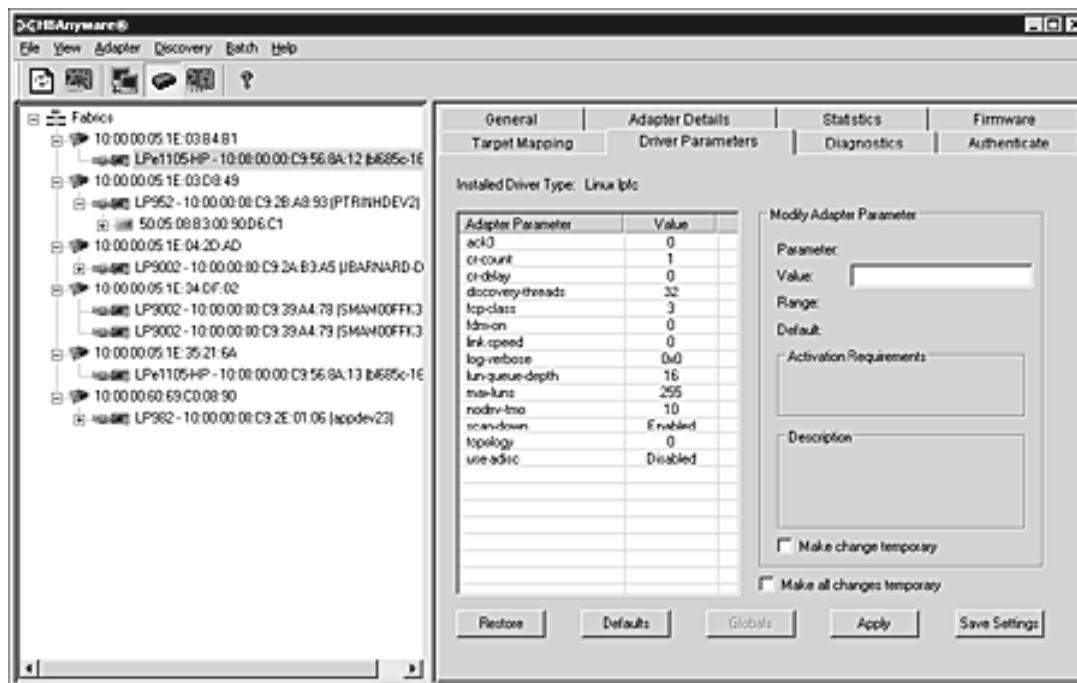 HBAnyware®
File View Adapter Discovery Batch Help
Fabrics
10:00:00:05:1E:03:84:81
LPe1105-HP - 10:00:00:00:C9:56:8A:12 (bl685c-16
10:00:00:05:1E:03:D8:49
LP952 - 10:00:00:00:C9:2B:A8:93 (PTRINHDEV2)
50:05:08:B3:00:90:D6:C1
10:00:00:05:1E:04:2D:AD
LP9002 - 10:00:00:00:C9:2A:B3:A5 (JBARNARD-D
10:00:00:05:1E:34:DF:02
LP9002 - 10:00:00:00:C9:39:A4:78
LP9002 - 10:00:00:00:C9:39:A4:79
10:00:00:05:1E:35:21:6A
LPe1105-HP - 10:00:00:00:C9:56:8A:13 (bl685c-16
10:00:00:60:69:C0:08:90
LP982 - 10:00:00:00:C9:2E:01:06 (appdev23)
General Adapter Details Statistics Firmware
Target Mapping Driver Parameters Diagnostics Authenticate
Installed Driver Type: Linux lpfc
Adapter Parameter Value
ack0 0
cr-count 1
cr-delay 0
discovery-threads 32
fcp-class 3
fdmi-on 0
link-speed 0
log-verbose 0x0
lun-queue-depth 16
max-luns 255
nodev-tmo 10
scan-down Enabled
topology 0
use-adisc Disabled
Modify Adapter Parameter
Parameter:
Value:
Range:
Default:
Activation Requirements
Description
Make change temporary
Make all changes temporary
Restore Defaults Globals Apply Save Settings